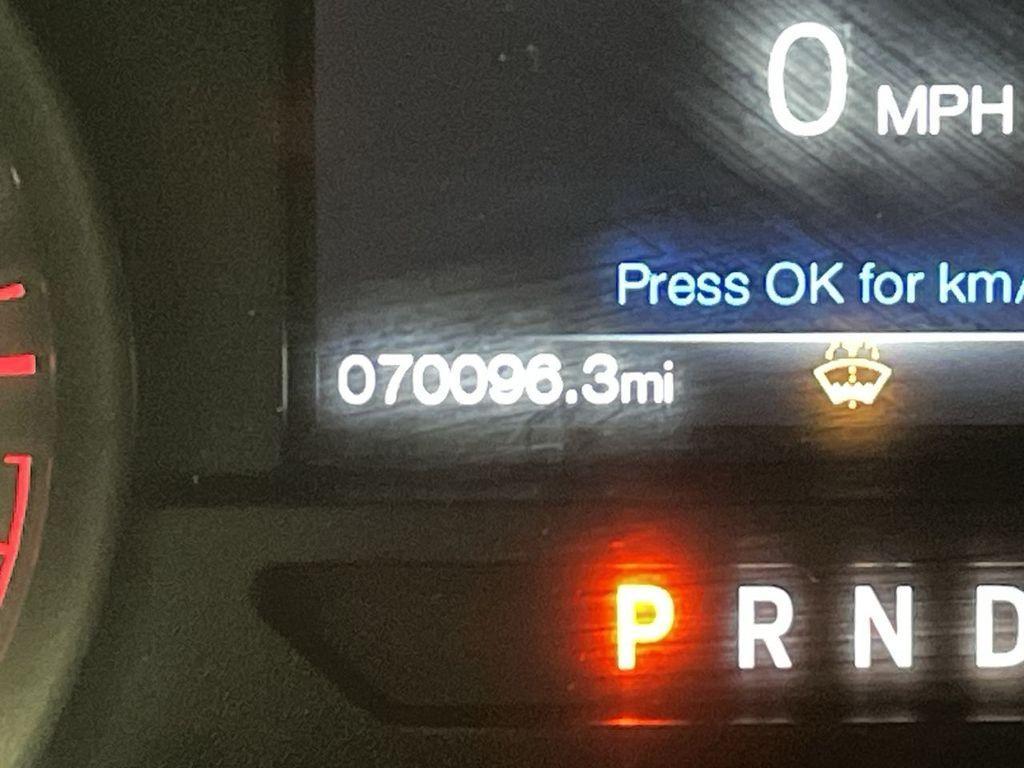 0 MPH
Press OK for km/
070096.3mi
P R N D